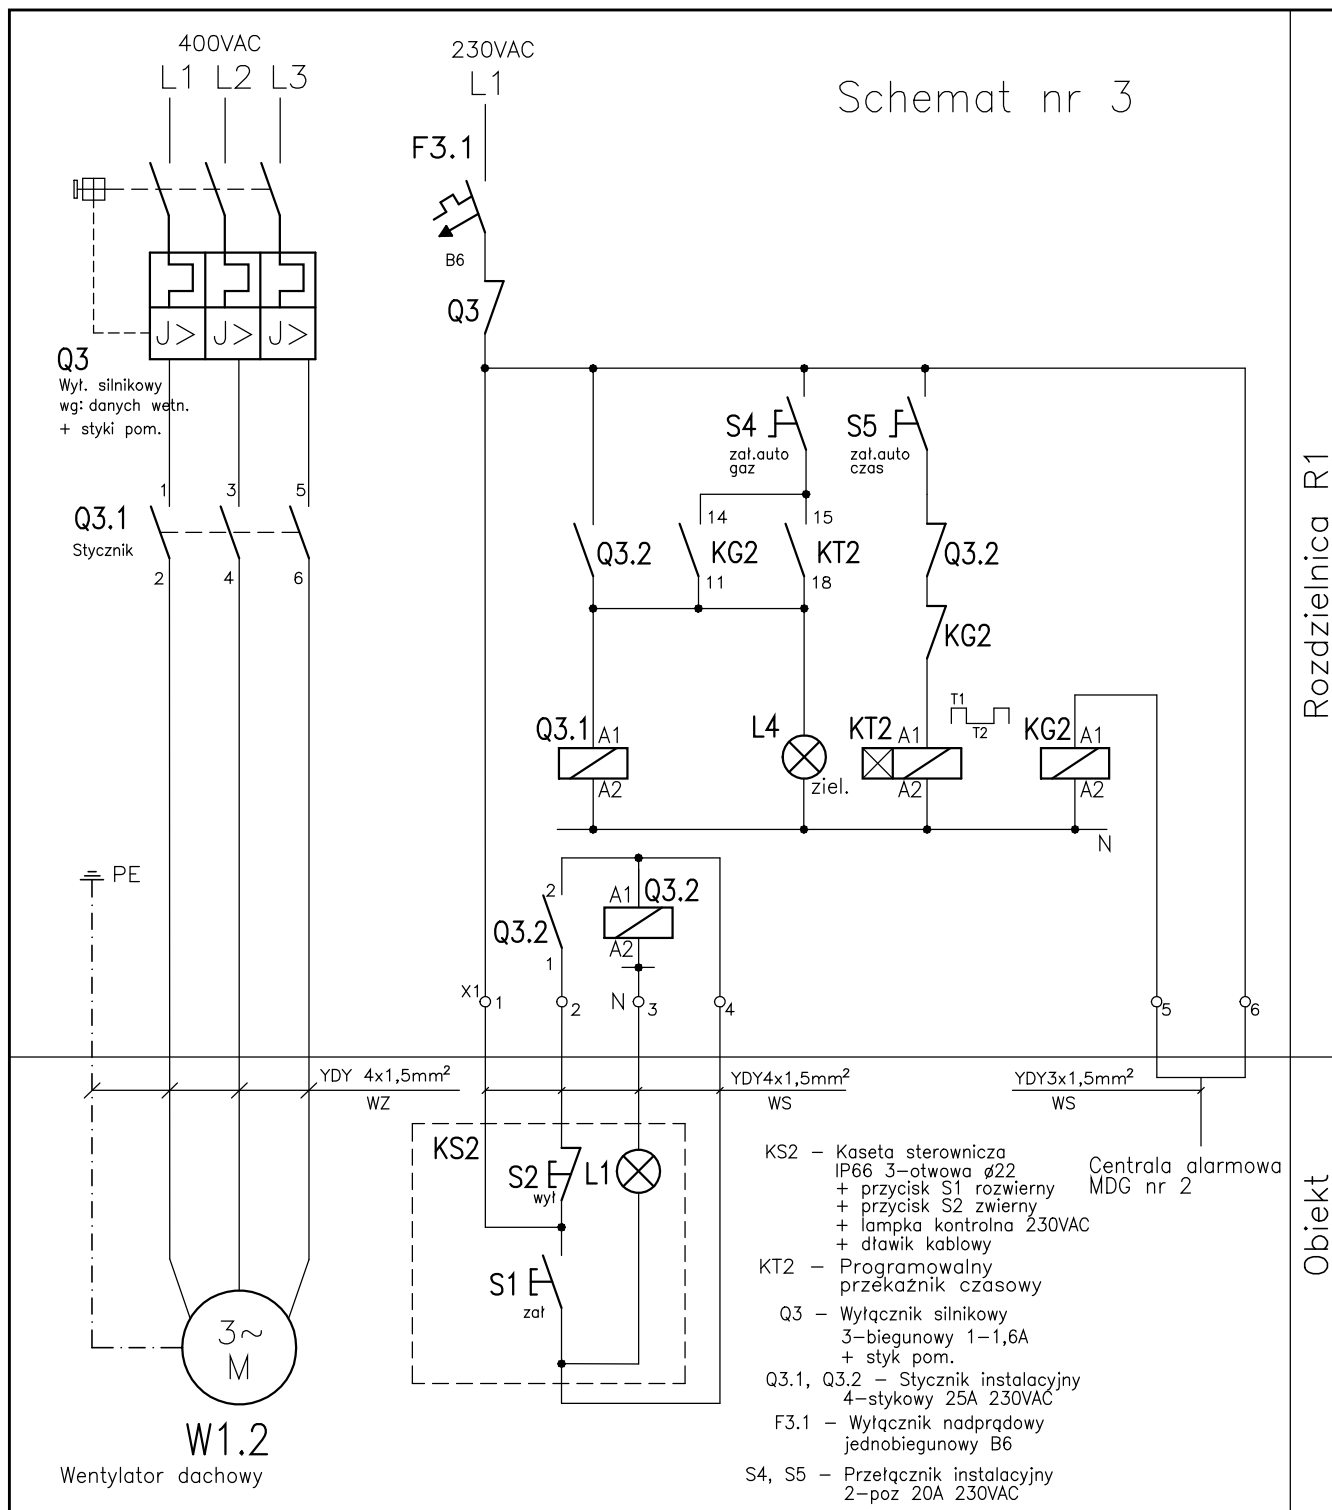 400VAC
L1 L2 L3
230VAC
L1
Schemat nr 3
F3.1
B6
Q3
J> J> J>
Q3
Wył. silnikowy
wg: danych wetn.
+ styki pom.
1 3 5
Q3.1
Stycznik
2 4 6
S4
zał.auto
gaz
S5
zał.auto
czas
14 15
Q3.2 KG2 KT2 Q3.2
11 18
KG2
T1
T2
Q3.1 A1
A2
L4
ziel.
KT2 A1
A2
KG2 A1
A2
N
PE
2
Q3.2
1
A1 Q3.2
A2
X1 1 2 N 3 4 5 6
YDY 4x1,5mm²
WZ
YDY4x1,5mm²
WS
YDY3x1,5mm²
WS
Centrala alarmowa
MDG nr 2
KS2
S2
wył
L1
S1
zał
3~
M
W1.2
Wentylator dachowy
KS2 – Kaseta sterownicza
IP66 3-otwowa ø22
+ przycisk S1 rozwierny
+ przycisk S2 zwierny
+ lampka kontrolna 230VAC
+ dławik kablowy
KT2 – Programowalny
przekaźnik czasowy
Q3 – Wyłącznik silnikowy
3-biegunowy 1-1,6A
+ styk pom.
Q3.1, Q3.2 – Stycznik instalacyjny
4-stykowy 25A 230VAC
F3.1 – Wyłącznik nadprądowy
jednobiegunowy B6
S4, S5 – Przełącznik instalacyjny
2-poz 20A 230VAC
Rozdzielnica R1
Obiekt